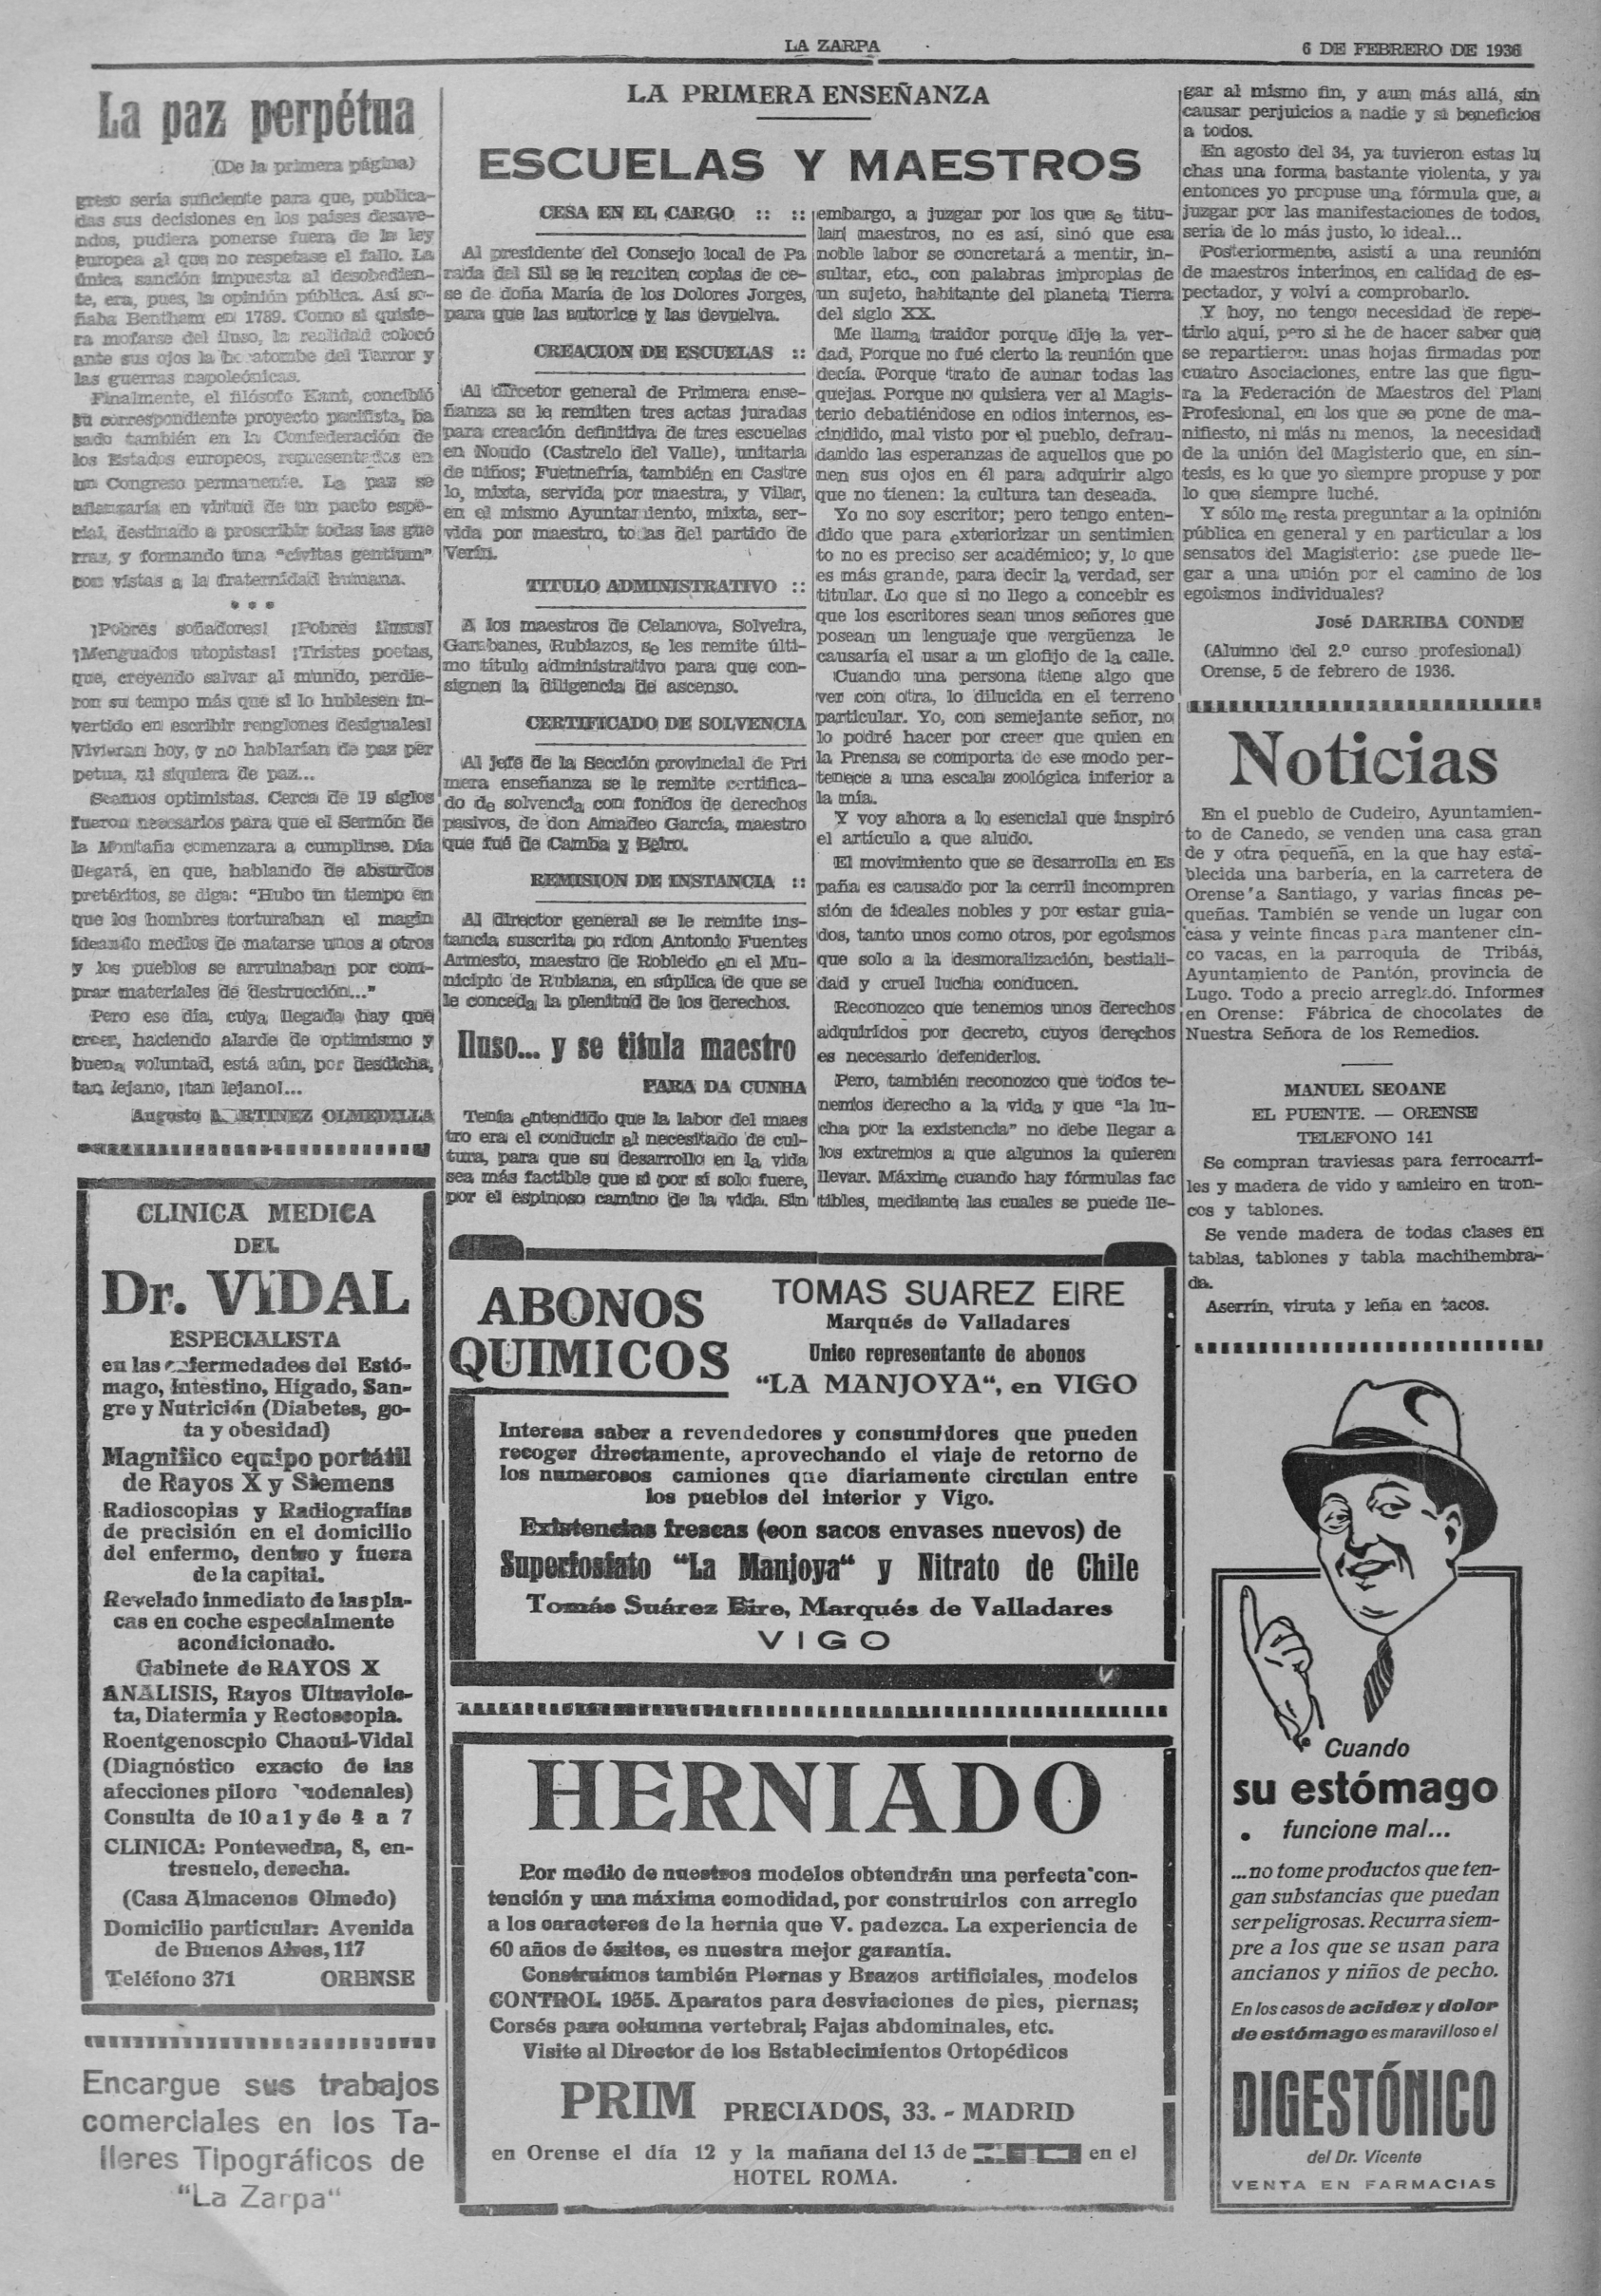 LA ZARPA
6 DE FEBRERO DE 1936
La paz perpétua
(De la primera página)
greso sería suficiente para que, publica-
das sus decisiones en los países desave-
nidos, pudiera ponerse fuera de la ley
europea al que no respetase el fallo. La
única sanción impuesta al desobedien-
te, era, pues, la opinión pública. Así so-
ñaba Bentham en 1789. Como si quisie-
ra mofarse del iluso, la realidad colocó
ante sus ojos la hecatombe del Terror y
las guerras napoleónicas.
Finalmente, el filósofo Kant, concibió
su correspondiente proyecto pacifista, ba
sado también en la Confederación de
los Estados europeos, representados en
un Congreso permanente. La paz se
afianzaría en virtud de un pacto espe-
cial, destinado a proscribir todas las gue
rras, y formando una "civitas gentium"
con vistas a la fraternidad humana.
* * *
¡Pobres soñadores! ¡Pobres ilusos!
¡Menguados utopistas! ¡Tristes poetas,
que, creyendo salvar al mundo, perdie-
ron su tempo más que si lo hubiesen in-
vertido en escribir renglones desiguales!
Vivieran hoy, y no hablarían de paz per
petua, ni siquiera de paz...
Seamos optimistas. Cerca de 19 siglos
fueron necesarios para que el Sermón de
la Montaña comenzara a cumplirse. Día
llegará, en que, hablando de absurdos
pretéritos, se diga: "Hubo un tiempo en
que los hombres torturaban el magín
ideando medios de matarse unos a otros
y los pueblos se arruinaban por com-
prar materiales de destrucción..."
Pero ese día, cuya llegada hay que
creer, haciendo alarde de optimismo y
buena voluntad, está aún, por desdicha,
tan lejano, ¡tan lejano!...
Augusto MARTINEZ OLMEDILLA
CLINICA MEDICA
DEL
Dr. VIDAL
ESPECIALISTA
en las enfermedades del Estó-
mago, Intestino, Hígado, San-
gre y Nutrición (Diabetes, go-
ta y obesidad)
Magnífico equipo portátil
de Rayos X y Siemens
Radioscopias y Radiografías
de precisión en el domicilio
del enfermo, dentro y fuera
de la capital.
Revelado inmediato de las pla-
cas en coche especialmente
acondicionado.
Gabinete de RAYOS X
ANALISIS, Rayos Ultraviole-
ta, Diatermia y Rectoscopia.
Roentgenoscpio Chaoul-Vidal
(Diagnóstico exacto de las
afecciones piloro duodenales)
Consulta de 10 a 1 y de 4 a 7
CLINICA: Pontevedra, 8, en-
tresuelo, derecha.
(Casa Almacenos Olmedo)
Domicilio particular: Avenida
de Buenos Aires, 117
Teléfono 371 ORENSE
Encargue sus trabajos
comerciales en los Ta-
lleres Tipográficos de
"La Zarpa"
LA PRIMERA ENSEÑANZA
ESCUELAS Y MAESTROS
CESA EN EL CARGO :: ::
Al presidente del Consejo local de Pa
rada del Sil se le remiten copias de ce-
se de doña María de los Dolores Jorges,
para que las autorice y las devuelva.
CREACION DE ESCUELAS ::
Al dircetor general de Primera ense-
ñanza se le remiten tres actas juradas
para creación definitiva de tres escuelas
en Noudo (Castrelo del Valle), unitaria
de niños; Fuetnefría, también en Castre
lo, mixta, servida por maestra, y Vilar,
en el mismo Ayuntamiento, mixta, ser-
vida por maestro, todas del partido de
Verín.
TITULO ADMINISTRATIVO ::
A los maestros de Celanova, Solveira,
Garabanes, Rubiazos, se les remite últi-
mo título administrativo para que con-
signen la diligencia de ascenso.
CERTIFICADO DE SOLVENCIA
Al jefe de la Sección provincial de Pri
mera enseñanza se le remite certifica-
do de solvencia con fondos de derechos
pasivos, de don Amadeo García, maestro
que fué de Camba y Beiro.
REMISION DE INSTANCIA ::
Al director general se le remite ins-
tancia suscrita po rdon Antonio Fuentes
Armesto, maestro de Robledo en el Mu-
nicipio de Rubiana, en súplica de que se
le conceda la plenitud de los derechos.
Iluso... y se titula maestro
PARA DA CUNHA
Tenía entendido que la labor del maes
tro era el conducir al necesitado de cul-
tura, para que su desarrollo en la vida
sea más factible que si por sí solo fuere,
por el espinoso camino de la vida. Sin
embargo, a juzgar por los que se titu-
lan maestros, no es así, sinó que esa
noble labor se concretará a mentir, in-
sultar, etc., con palabras impropias de
un sujeto, habitante del planeta Tierra
del siglo XX.
Me llama traidor porque dije la ver-
dad, Porque no fué cierto la reunión que
decía. Porque trato de aunar todas las
quejas. Porque no quisiera ver al Magis-
terio debatiéndose en odios internos, es-
cindido, mal visto por el pueblo, defrau-
dando las esperanzas de aquellos que po
nen sus ojos en él para adquirir algo
que no tienen: la cultura tan deseada.
Yo no soy escritor; pero tengo enten-
dido que para exteriorizar un sentimien
to no es preciso ser académico; y, lo que
es más grande, para decir la verdad, ser
titular. Lo que si no llego a concebir es
que los escritores sean unos señores que
posean un lenguaje que vergüenza le
causaría el usar a un glofijo de la calle.
Cuando una persona tiene algo que
ver con otra, lo dilucida en el terreno
particular. Yo, con semejante señor, no
lo podré hacer por creer que quien en
la Prensa se comporta de ese modo per-
tenece a una escala zoológica inferior a
la mía.
Y voy ahora a lo esencial que inspiró
el artículo a que aludo.
El movimiento que se desarrolla en Es
paña es causado por la cerril incompren
sión de ideales nobles y por estar guia-
dos, tanto unos como otros, por egoismos
que solo a la desmoralización, bestiali-
dad y cruel lucha conducen.
Reconozco que tenemos unos derechos
adquiridos por decreto, cuyos derechos
es necesario defenderlos.
Pero, también reconozco que todos te-
nemos derecho a la vida y que "la lu-
cha por la existencia" no debe llegar a
los extremos a que algunos la quieren
llevar. Máxime cuando hay fórmulas fac
tibles, mediante las cuales se puede lle-
gar al mismo fin, y aun más allá, sin
causar perjuicios a nadie y si beneficios
a todos.
En agosto del 34, ya tuvieron estas lu
chas una forma bastante violenta, y ya
entonces yo propuse una fórmula que, a
juzgar por las manifestaciones de todos,
sería de lo más justo, lo ideal...
Posteriormente, asistí a una reunión
de maestros interinos, en calidad de es-
pectador, y volví a comprobarlo.
Y hoy, no tengo necesidad de repe-
tirlo aquí, pero si he de hacer saber que
se repartieron unas hojas firmadas por
cuatro Asociaciones, entre las que figu-
ra la Federación de Maestros del Plan
Profesional, en los que se pone de ma-
nifiesto, ni más ni menos, la necesidad
de la unión del Magisterio que, en sín-
tesis, es lo que yo siempre propuse y por
lo que siempre luché.
Y sólo me resta preguntar a la opinión
pública en general y en particular a los
sensatos del Magisterio: ¿se puede lle-
gar a una unión por el camino de los
egoismos individuales?
José DARRIBA CONDE
(Alumno del 2.º curso profesional)
Orense, 5 de febrero de 1936.
Noticias
En el pueblo de Cudeiro, Ayuntamien-
to de Canedo, se venden una casa gran
de y otra pequeña, en la que hay esta-
blecida una barbería, en la carretera de
Orense a Santiago, y varias fincas pe-
queñas. También se vende un lugar con
casa y veinte fincas para mantener cin-
co vacas, en la parroquia de Tribás,
Ayuntamiento de Pantón, provincia de
Lugo. Todo a precio arreglado. Informes
en Orense: Fábrica de chocolates de
Nuestra Señora de los Remedios.
MANUEL SEOANE
EL PUENTE. — ORENSE
TELEFONO 141
Se compran traviesas para ferrocarri-
les y madera de vido y amieiro en tron-
cos y tablones.
Se vende madera de todas clases en
tablas, tablones y tabla machihembra-
da.
Aserrín, viruta y leña en tacos.
ABONOS
QUIMICOS
TOMAS SUAREZ EIRE
Marqués de Valladares
Unico representante de abonos
"LA MANJOYA", en VIGO
Interesa saber a revendedores y consumidores que pueden
recoger directamente, aprovechando el viaje de retorno de
los numerosos camiones que diariamente circulan entre
los pueblos del interior y Vigo.
Existencias frescas (con sacos envases nuevos) de
Superfosfato "La Manjoya" y Nitrato de Chile
Tomás Suárez Eire, Marqués de Valladares
VIGO
HERNIADO
Por medio de nuestros modelos obtendrán una perfecta con-
tención y una máxima comodidad, por construirlos con arreglo
a los caracteres de la hernia que V. padezca. La experiencia de
60 años de éxitos, es nuestra mejor garantía.
Construimos también Piernas y Brazos artificiales, modelos
CONTROL 1935. Aparatos para desviaciones de pies, piernas;
Corsés para columna vertebral; Fajas abdominales, etc.
Visite al Director de los Establecimientos Ortopédicos
PRIM PRECIADOS, 33. - MADRID
en Orense el día 12 y la mañana del 13 de en el
HOTEL ROMA.
Cuando
su estómago
funcione mal...
...no tome productos que ten-
gan substancias que puedan
ser peligrosas. Recurra siem-
pre a los que se usan para
ancianos y niños de pecho.
En los casos de acidez y dolor
de estómago es maravilloso el
DIGESTÓNICO
del Dr. Vicente
VENTA EN FARMACIAS